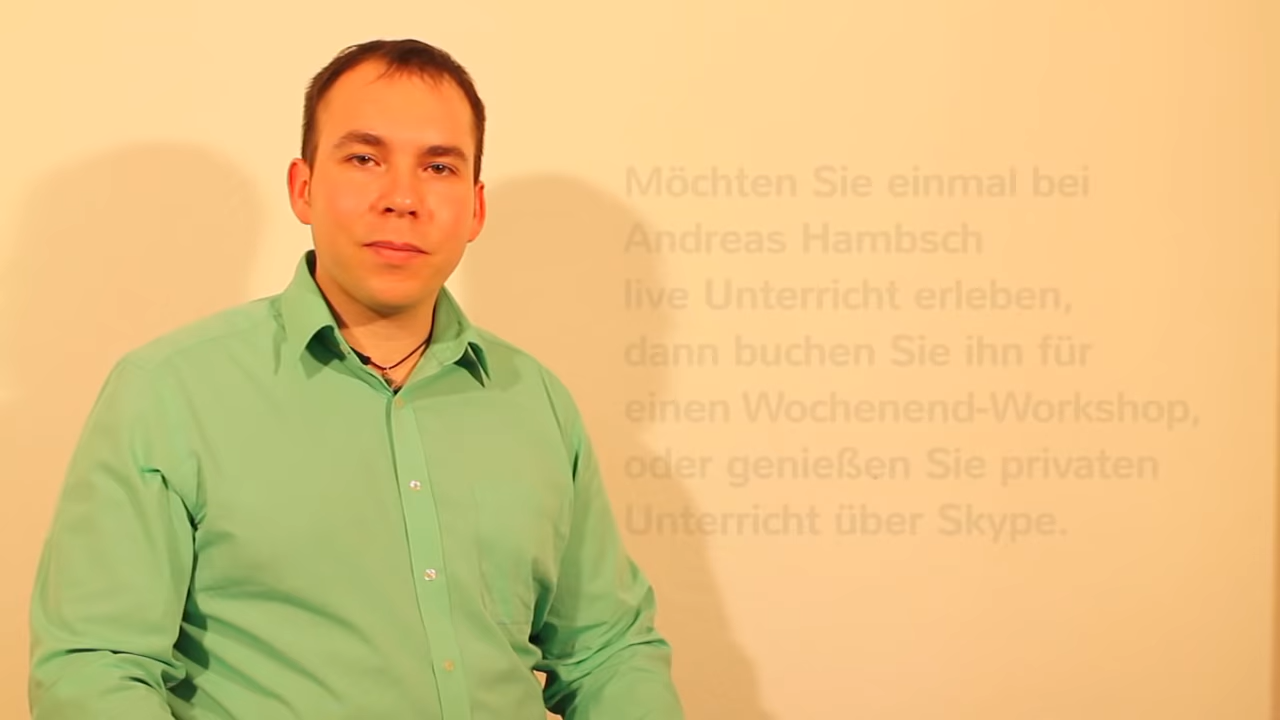 Möchten Sie einmal bei
Andreas Hambsch
live Unterricht erleben,
dann buchen Sie ihn für
einen Wochenend-Workshop,
oder genießen Sie privaten
Unterricht über Skype.